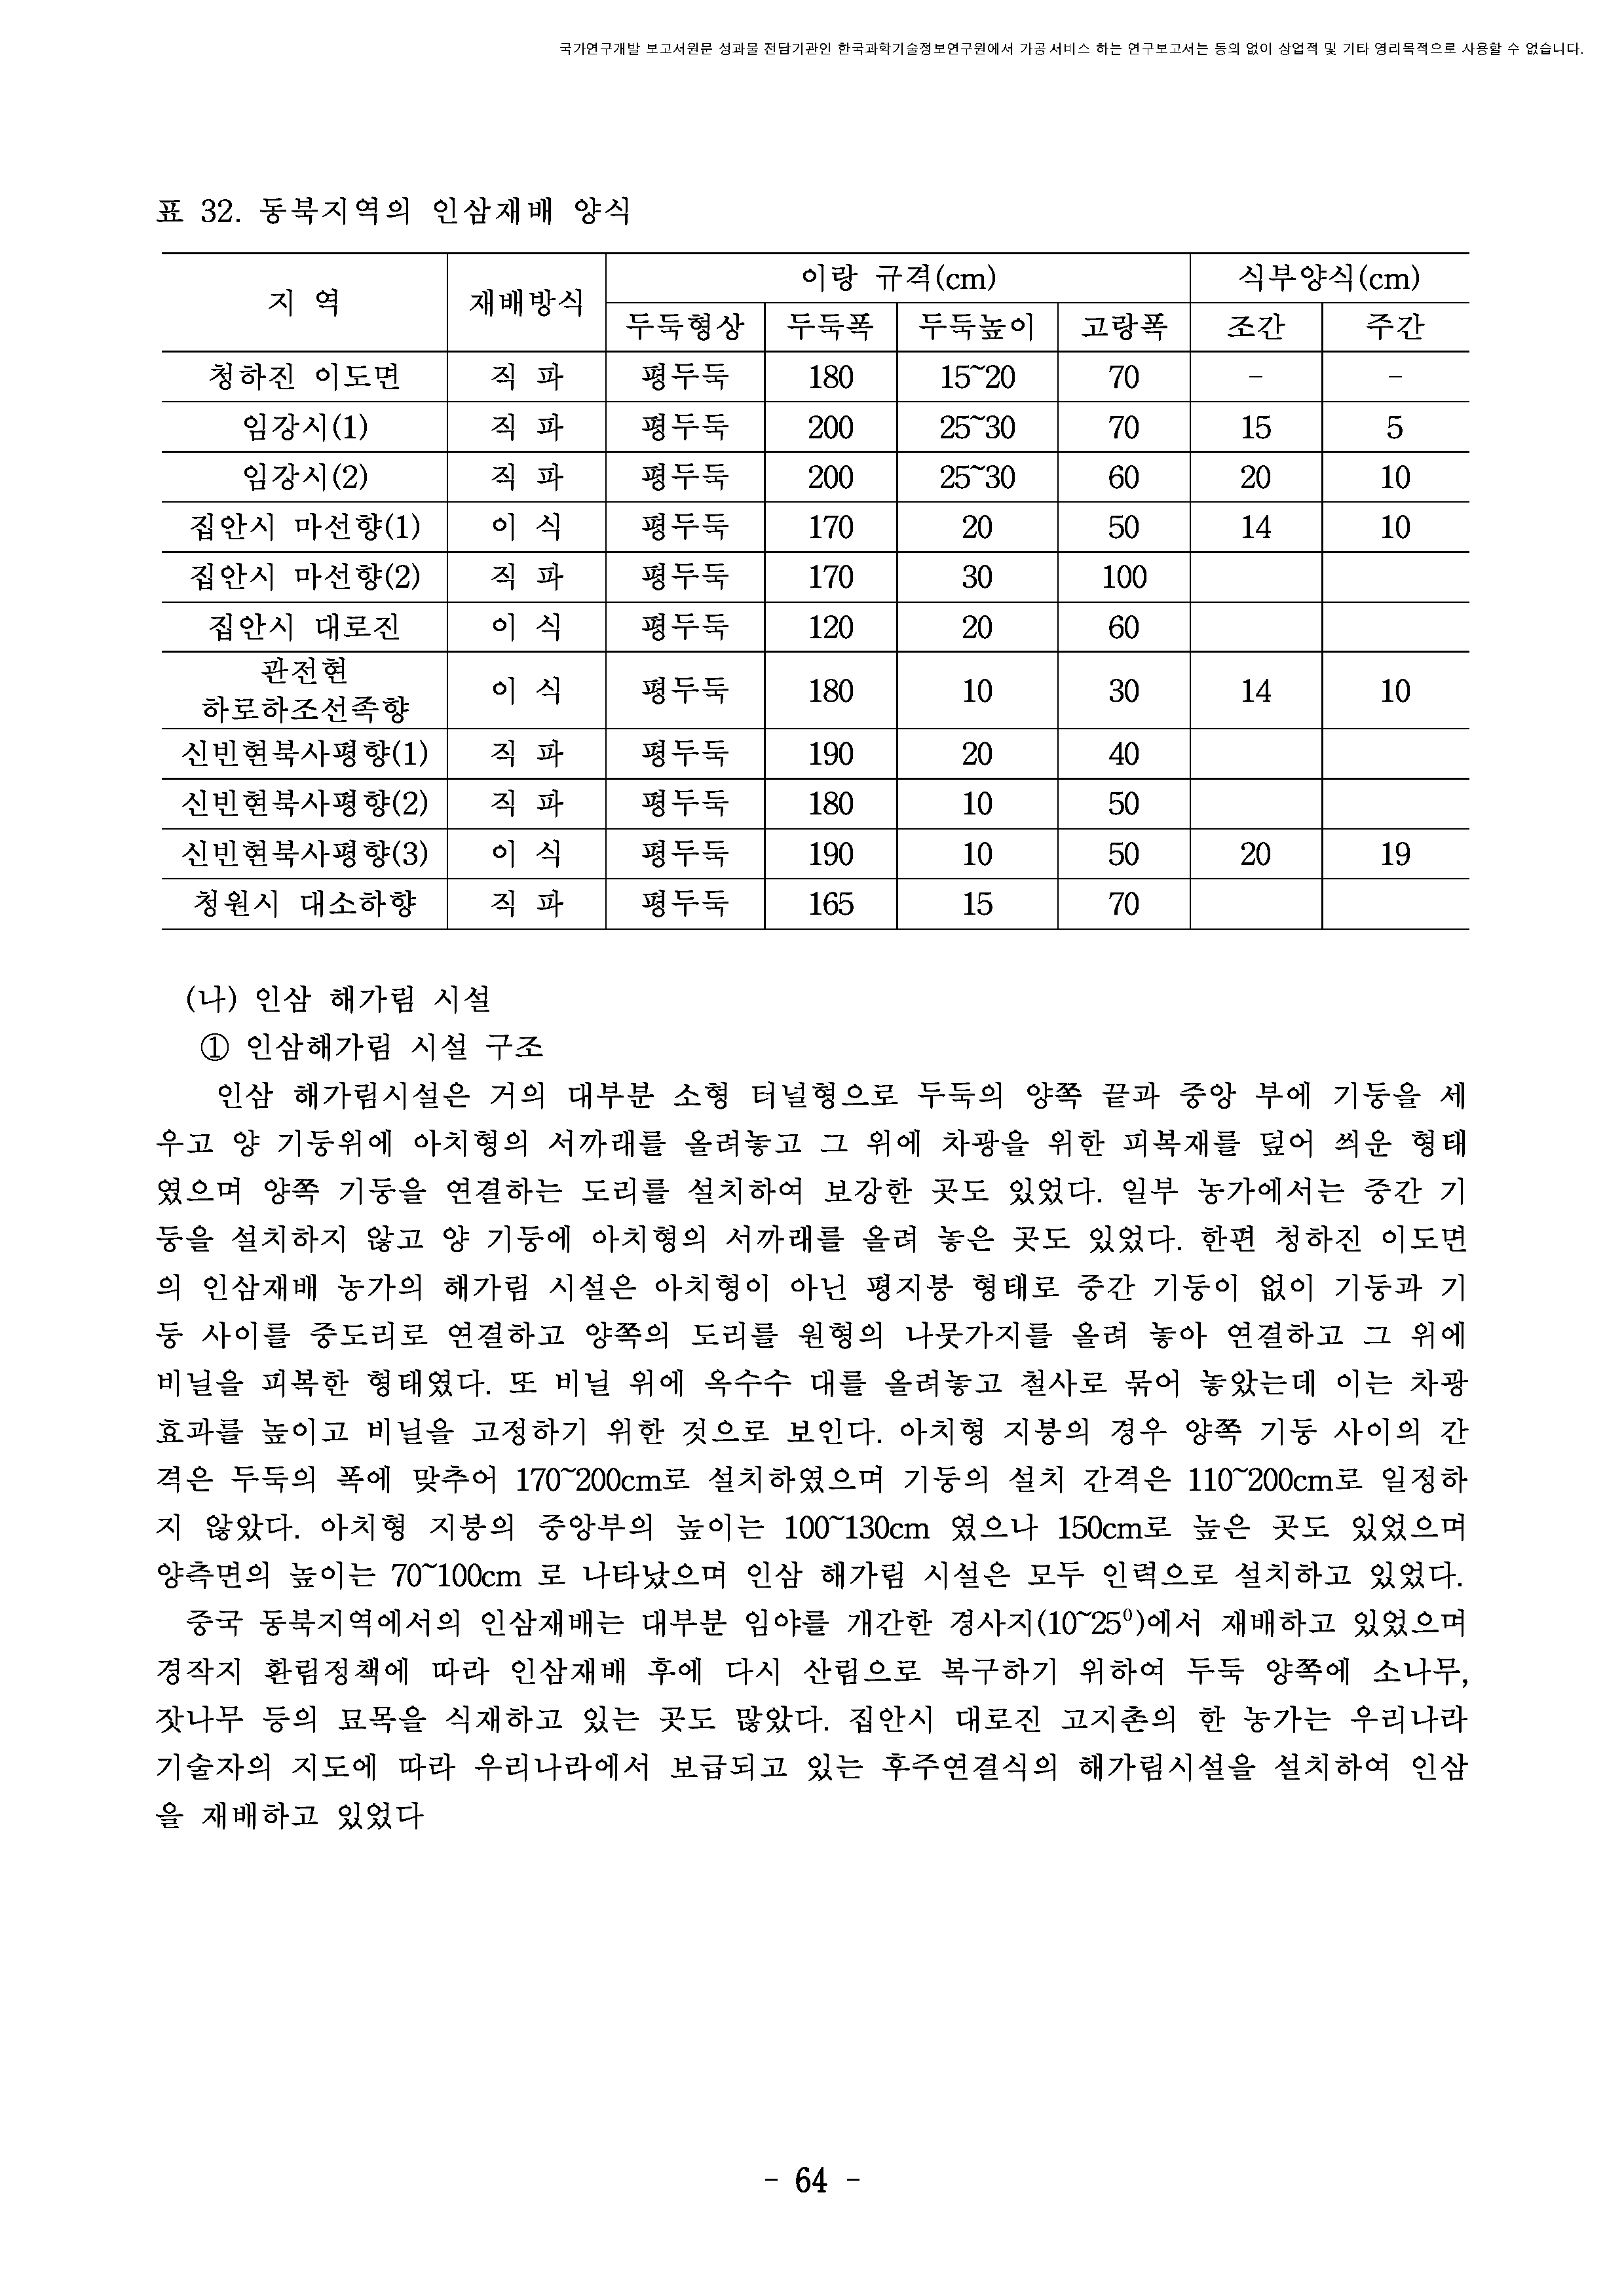 국가연구개발 보고서원문 성과물 전담기관인 한국과학기술정보연구원에서 가공·서비스 하는 연구보고서는 동의 없이 상업적 및 기타 영리목적으로 사용할 수 없습니다.
표 32. 동북지역의 인삼재배 양식
지 역 재배방식 이랑 규격(cm) 식부양식(cm)
두둑형상 두둑폭 두둑높이 고랑폭 조간 주간
청하진 이도면 직 파 평두둑 180 15~20 70 - -
임강시(1) 직 파 평두둑 200 25~30 70 15 5
임강시(2) 직 파 평두둑 200 25~30 60 20 10
집안시 마선향(1) 이 식 평두둑 170 20 50 14 10
집안시 마선향(2) 직 파 평두둑 170 30 100
집안시 대로진 이 식 평두둑 120 20 60
관전현
하로하조선족향 이 식 평두둑 180 10 30 14 10
신빈현북사평향(1) 직 파 평두둑 190 20 40
신빈현북사평향(2) 직 파 평두둑 180 10 50
신빈현북사평향(3) 이 식 평두둑 190 10 50 20 19
청원시 대소하향 직 파 평두둑 165 15 70
(나) 인삼 해가림 시설
① 인삼해가림 시설 구조
인삼 해가림시설은 거의 대부분 소형 터널형으로 두둑의 양쪽 끝과 중앙 부에 기둥을 세
우고 양 기둥위에 아치형의 서까래를 올려놓고 그 위에 차광을 위한 피복재를 덮어 씌운 형태
였으며 양쪽 기둥을 연결하는 도리를 설치하여 보강한 곳도 있었다. 일부 농가에서는 중간 기
둥을 설치하지 않고 양 기둥에 아치형의 서까래를 올려 놓은 곳도 있었다. 한편 청하진 이도면
의 인삼재배 농가의 해가림 시설은 아치형이 아닌 평지붕 형태로 중간 기둥이 없이 기둥과 기
둥 사이를 중도리로 연결하고 양쪽의 도리를 원형의 나뭇가지를 올려 놓아 연결하고 그 위에
비닐을 피복한 형태였다. 또 비닐 위에 옥수수 대를 올려놓고 철사로 묶어 놓았는데 이는 차광
효과를 높이고 비닐을 고정하기 위한 것으로 보인다. 아치형 지붕의 경우 양쪽 기둥 사이의 간
격은 두둑의 폭에 맞추어 170~200cm로 설치하였으며 기둥의 설치 간격은 110~200cm로 일정하
지 않았다. 아치형 지붕의 중앙부의 높이는 100~130cm 였으나 150cm로 높은 곳도 있었으며
양측면의 높이는 70~100cm 로 나타났으며 인삼 해가림 시설은 모두 인력으로 설치하고 있었다.
중국 동북지역에서의 인삼재배는 대부분 임야를 개간한 경사지(10~25⁰)에서 재배하고 있었으며
경작지 환림정책에 따라 인삼재배 후에 다시 산림으로 복구하기 위하여 두둑 양쪽에 소나무,
잣나무 등의 묘목을 식재하고 있는 곳도 많았다. 집안시 대로진 고지촌의 한 농가는 우리나라
기술자의 지도에 따라 우리나라에서 보급되고 있는 후주연결식의 해가림시설을 설치하여 인삼
을 재배하고 있었다
- 64 -